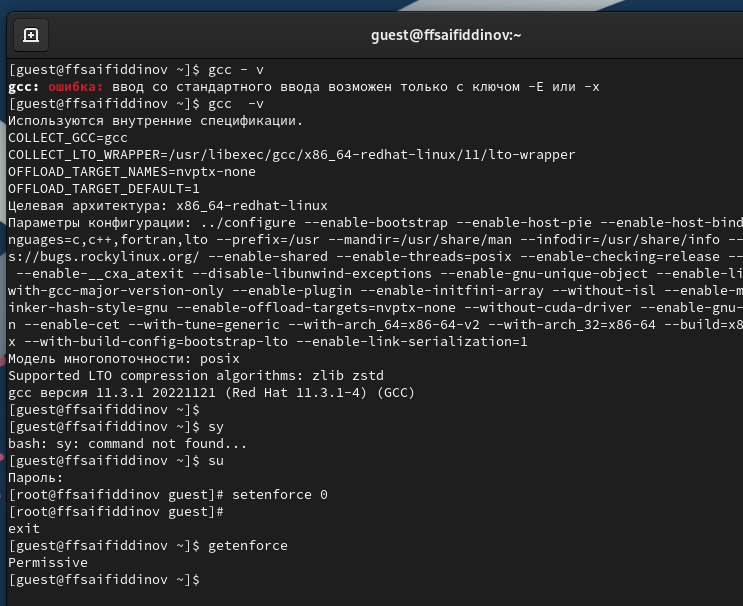 guest@ffsaifiddinov:~
[guest@ffsaifiddinov ~]$ gcc - v
gcc: ошибка: ввод со стандартного ввода возможен только с ключом -E или -x
[guest@ffsaifiddinov ~]$ gcc  -v
Используются внутренние спецификации.
COLLECT_GCC=gcc
COLLECT_LTO_WRAPPER=/usr/libexec/gcc/x86_64-redhat-linux/11/lto-wrapper
OFFLOAD_TARGET_NAMES=nvptx-none
OFFLOAD_TARGET_DEFAULT=1
Целевая архитектура: x86_64-redhat-linux
Параметры конфигурации: ../configure --enable-bootstrap --enable-host-pie --enable-host-bind
nguages=c,c++,fortran,lto --prefix=/usr --mandir=/usr/share/man --infodir=/usr/share/info --
s://bugs.rockylinux.org/ --enable-shared --enable-threads=posix --enable-checking=release --
 --enable-__cxa_atexit --disable-libunwind-exceptions --enable-gnu-unique-object --enable-li
with-gcc-major-version-only --enable-plugin --enable-initfini-array --without-isl --enable-m
inker-hash-style=gnu --enable-offload-targets=nvptx-none --without-cuda-driver --enable-gnu-
n --enable-cet --with-tune=generic --with-arch_64=x86-64-v2 --with-arch_32=x86-64 --build=x8
x --with-build-config=bootstrap-lto --enable-link-serialization=1
Модель многопоточности: posix
Supported LTO compression algorithms: zlib zstd
gcc версия 11.3.1 20221121 (Red Hat 11.3.1-4) (GCC)
[guest@ffsaifiddinov ~]$
[guest@ffsaifiddinov ~]$ sy
bash: sy: command not found...
[guest@ffsaifiddinov ~]$ su
Пароль:
[root@ffsaifiddinov guest]# setenforce 0
[root@ffsaifiddinov guest]#
exit
[guest@ffsaifiddinov ~]$ getenforce
Permissive
[guest@ffsaifiddinov ~]$